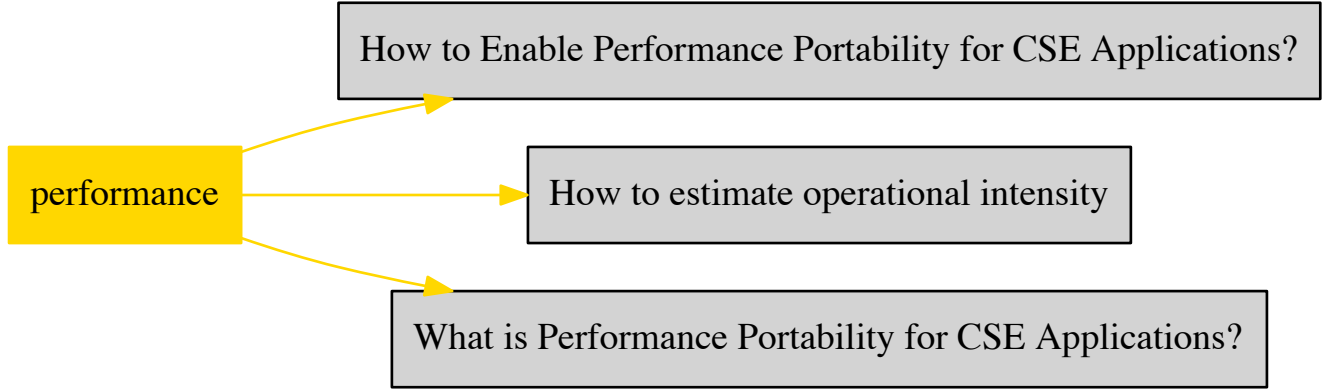 How to Enable Performance Portability for CSE Applications?
performance
How to estimate operational intensity
What is Performance Portability for CSE Applications?